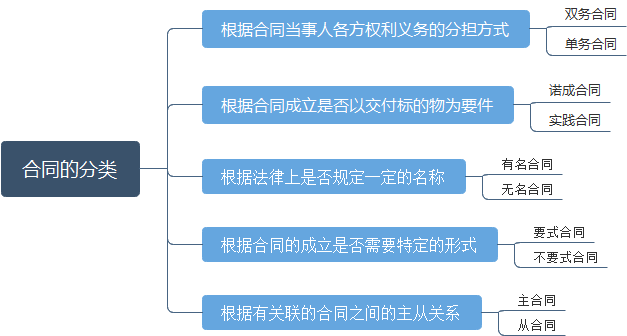 合同的分类
根据合同当事人各方权利义务的分担方式
双务合同
单务合同
根据合同成立是否以交付标的物为要件
诺成合同
实践合同
根据法律上是否规定一定的名称
有名合同
无名合同
根据合同的成立是否需要特定的形式
要式合同
不要式合同
根据有关联的合同之间的主从关系
主合同
从合同